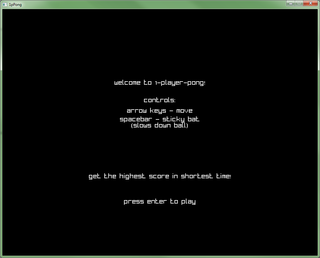 1pPong
welcome to 1-player-pong!
controls:
arrow keys - move
spacebar - sticky bat
(slows down ball)
get the highest score in shortest time!
press enter to play